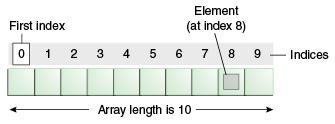 Element
(at index 8)
First index
0 1 2 3 4 5 6 7 8 9
Indices
Array length is 10